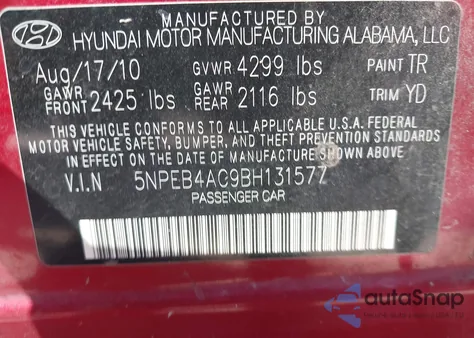 MANUFACTURED BY
HYUNDAI MOTOR MANUFACTURING ALABAMA, LLC
Aug/17/10 GVWR 4299 lbs PAINT TR
GAWR FRONT 2425 lbs GAWR REAR 2116 lbs TRIM YD
THIS VEHICLE CONFORMS TO ALL APPLICABLE U.S.A. FEDERAL
MOTOR VEHICLE SAFETY, BUMPER, AND THEFT PREVENTION STANDARDS
IN EFFECT ON THE DATE OF MANUFACTURE SHOWN ABOVE.
V.I.N 5NPEB4AC9BH131577
PASSENGER CAR
autoSnap